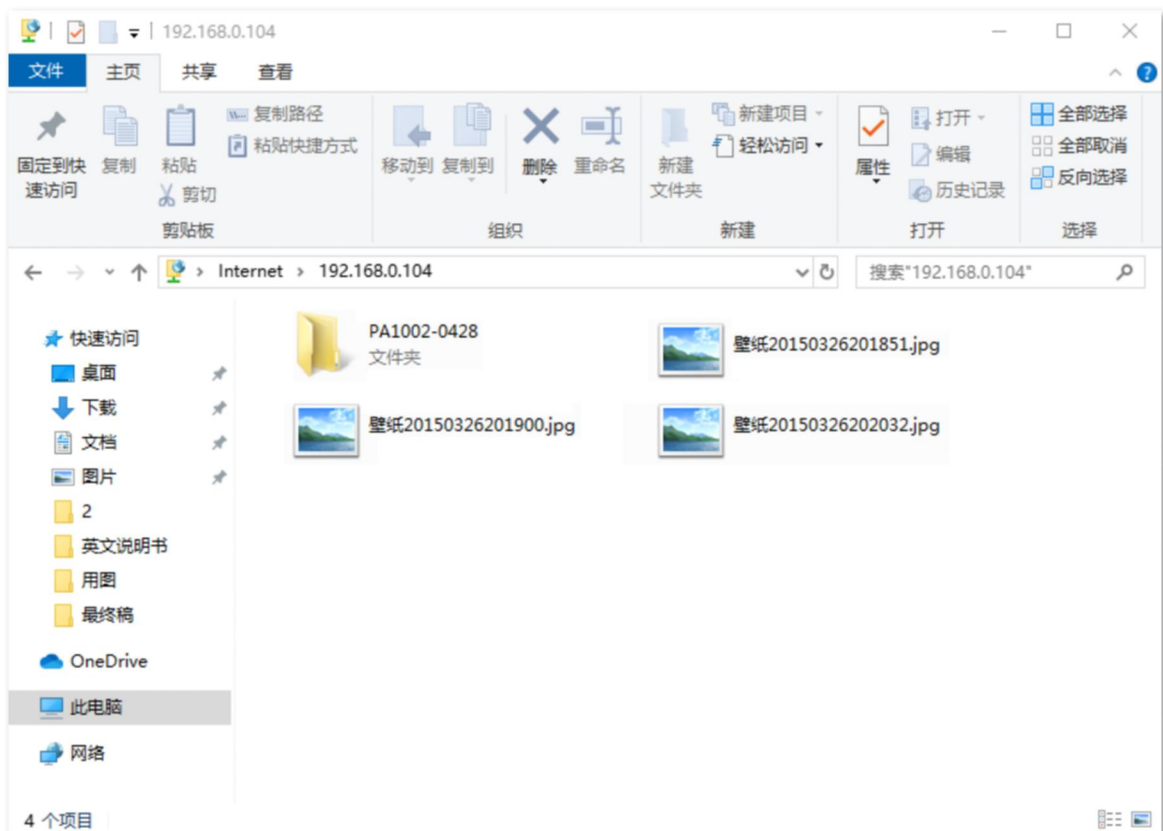 192.168.0.104
文件 主页 共享 查看
固定到快速访问
复制
粘贴
复制路径
粘贴快捷方式
剪切
剪贴板
移动到
复制到
删除
重命名
组织
新建文件夹
新建项目
轻松访问
新建
属性
打开
编辑
历史记录
打开
全部选择
全部取消
反向选择
选择
Internet > 192.168.0.104
搜索"192.168.0.104"
快速访问
桌面
下载
文档
图片
2
英文说明书
用图
最终稿
OneDrive
此电脑
网络
PA1002-0428
文件夹
壁纸20150326201851.jpg
壁纸20150326201900.jpg
壁纸20150326202032.jpg
4 个项目